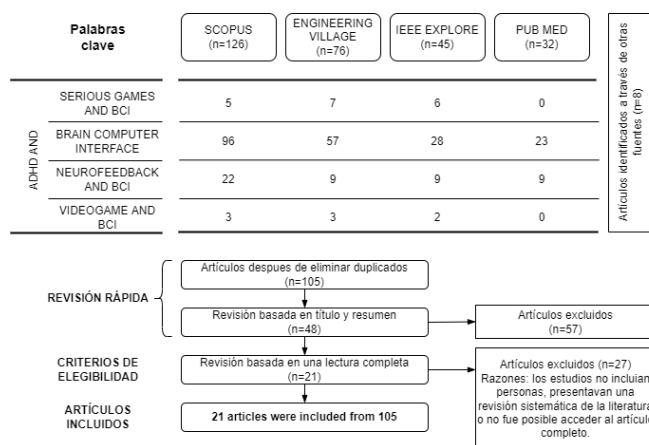 Palabras
clave
SCOPUS
(n=126)
ENGINEERING
VILLAGE
(n=76)
IEEE EXPLORE
(n=45)
PUB MED
(n=32)
Artículos identificados a través de otras
fuentes (n=8)
ADHD AND
SERIOUS GAMES
AND BCI
5 7 6 0
BRAIN COMPUTER
INTERFACE
96 57 28 23
NEUROFEEDBACK
AND BCI
22 9 9 9
VIDEOGAME AND
BCI
3 3 2 0
REVISIÓN RÁPIDA
Artículos despues de eliminar duplicados
(n=105)
Revisión basada en título y resumen
(n=48)
Artículos excluidos
(n=57)
CRITERIOS DE
ELEGIBILIDAD
Revisión basada en una lectura completa
(n=21)
Artículos excluidos (n=27)
Razones: los estudios no incluian
personas, presentavan una
revisión sistemática de la literatura
o no fue posible acceder al artículo
completo.
ARTÍCULOS
INCLUIDOS
21 articles were included from 105